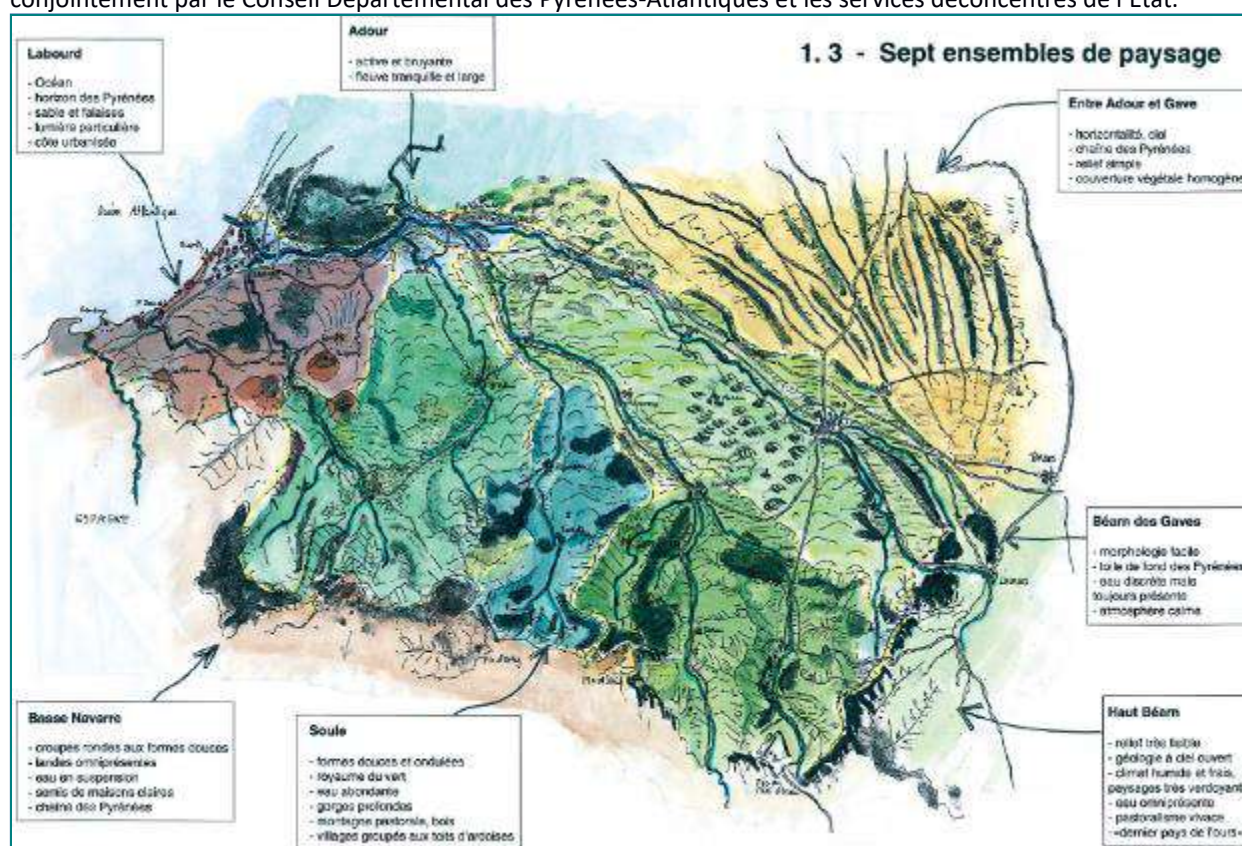 conjointement par le Conseil Départemental des Pyrénées-Atlantiques et les services déconcentrés de l'Etat.
1. 3 - Sept ensembles de paysage
Labourd
- Océan
- horizon des Pyrénées
- sable et falaises
- lumière particulière
- côte urbanisée
Adour
- active et bruyante
- fleuve tranquille et large
Entre Adour et Gave
- horizontalité, ciel
- chaîne des Pyrénées
- relief simple
- couverture végétale homogène
ESPAGNE
Béarn des Gaves
- morphologie facile
- toile de fond des Pyrénées
- eau discrète mais
toujours présente
- atmosphère calme
Basse Navarre
- croupes rondes aux formes douces
- landes omniprésentes
- eau en suspension
- semis de maisons claires
- chaîne des Pyrénées
Soule
- formes douces et ondulées
- royaume du vert
- eau abondante
- gorges profondes
- montagne pastorale, bois
- villages groupés aux toits d'ardoises
Haut Béarn
- relief très
- géologie à ciel ouvert
- climat humide et frais,
paysages très verdoyant
- eau omniprésente
- pastoralisme vivace
- «dernier pays de l'ours»